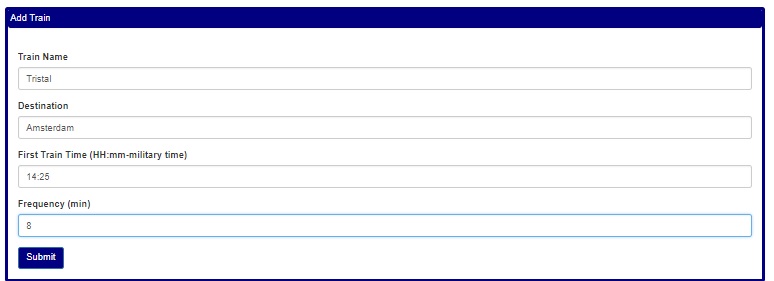 Add Train
Train Name
Tristal
Destination
Amsterdam
First Train Time (HH:mm-military time)
14:25
Frequency (min)
8
Submit